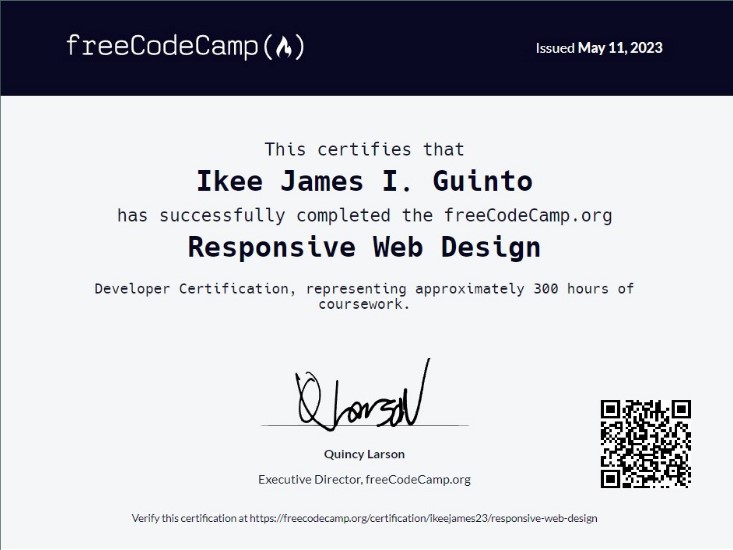 freeCodeCamp(🔥)
Issued May 11, 2023
This certifies that
Ikee James I. Guinto
has successfully completed the freeCodeCamp.org
Responsive Web Design
Developer Certification, representing approximately 300 hours of
coursework.
Q Larson
Quincy Larson
Executive Director, freeCodeCamp.org
Verify this certification at https://freecodecamp.org/certification/ikeejames23/responsive-web-design